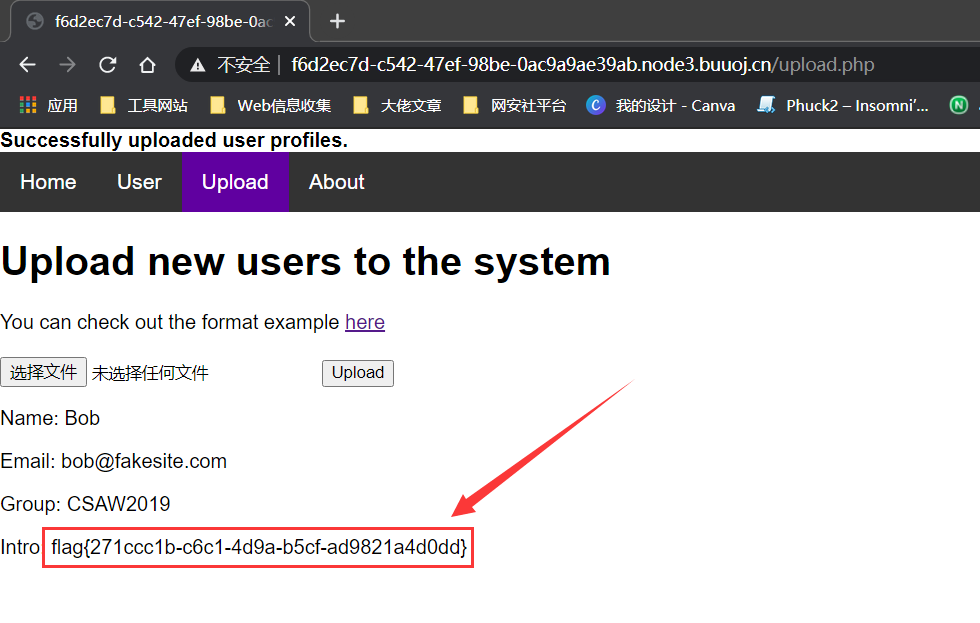 f6d2ec7d-c542-47ef-98be-0ac
不安全 f6d2ec7d-c542-47ef-98be-0ac9a9ae39ab.node3.buuoj.cn/upload.php
应用 工具网站 Web信息收集 大佬文章 网安社平台 C 我的设计 - Canva Phuck2 – Insomni'... N
Successfully uploaded user profiles.
Home User Upload About
Upload new users to the system
You can check out the format example here
选择文件 未选择任何文件 Upload
Name: Bob
Email: bob@fakesite.com
Group: CSAW2019
Intro flag{271ccc1b-c6c1-4d9a-b5cf-ad9821a4d0dd}